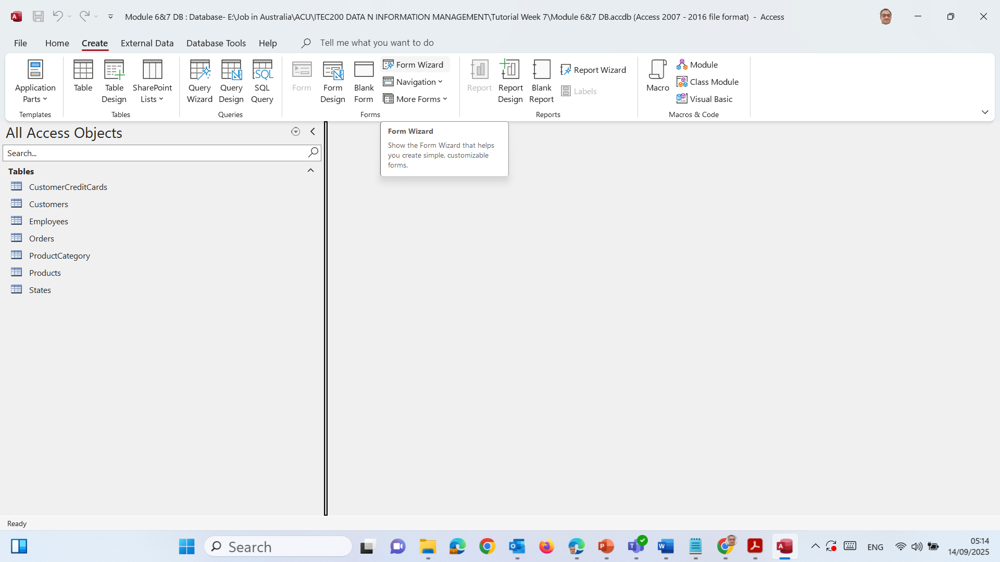 Module 6&7 DB : Database- E:\Job in Australia\ACU\ITEC200 DATA N INFORMATION MANAGEMENT\Tutorial Week 7\Module 6&7 DB.accdb (Access 2007 - 2016 file format) - Access
File Home Create External Data Database Tools Help Tell me what you want to do
Application Parts
Templates
Table
Table Design
SharePoint Lists
Tables
Query Wizard
Query Design
SQL Query
Queries
Form
Form Design
Blank Form
Form Wizard
Navigation
More Forms
Forms
Report
Report Design
Blank Report
Report Wizard
Labels
Reports
Macro
Module
Class Module
Visual Basic
Macros & Code
All Access Objects
Search...
Tables
CustomerCreditCards
Customers
Employees
Orders
ProductCategory
Products
States
Form Wizard
Show the Form Wizard that helps
you create simple, customizable
forms.
Ready
Search
ENG
05:14
14/09/2025